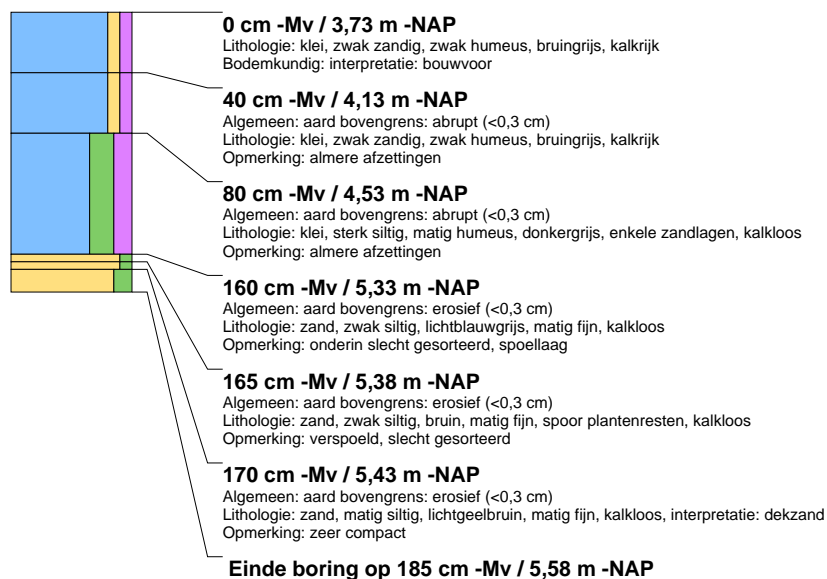 0 cm -Mv / 3,73 m -NAP
Lithologie: klei, zwak zandig, zwak humeus, bruingrijs, kalkrijk
Bodemkundig: interpretatie: bouwvoor
40 cm -Mv / 4,13 m -NAP
Algemeen: aard bovengrens: abrupt (<0,3 cm)
Lithologie: klei, zwak zandig, zwak humeus, bruingrijs, kalkrijk
Opmerking: almere afzettingen
80 cm -Mv / 4,53 m -NAP
Algemeen: aard bovengrens: abrupt (<0,3 cm)
Lithologie: klei, sterk siltig, matig humeus, donkergrijs, enkele zandlagen, kalkloos
Opmerking: almere afzettingen
160 cm -Mv / 5,33 m -NAP
Algemeen: aard bovengrens: erosief (<0,3 cm)
Lithologie: zand, zwak siltig, lichtblauwgrijs, matig fijn, kalkloos
Opmerking: onderin slecht gesorteerd, spoellaag
165 cm -Mv / 5,38 m -NAP
Algemeen: aard bovengrens: erosief (<0,3 cm)
Lithologie: zand, zwak siltig, bruin, matig fijn, spoor plantenresten, kalkloos
Opmerking: verspoeld, slecht gesorteerd
170 cm -Mv / 5,43 m -NAP
Algemeen: aard bovengrens: erosief (<0,3 cm)
Lithologie: zand, matig siltig, lichtgeelbruin, matig fijn, kalkloos, interpretatie: dekzand
Opmerking: zeer compact
Einde boring op 185 cm -Mv / 5,58 m -NAP